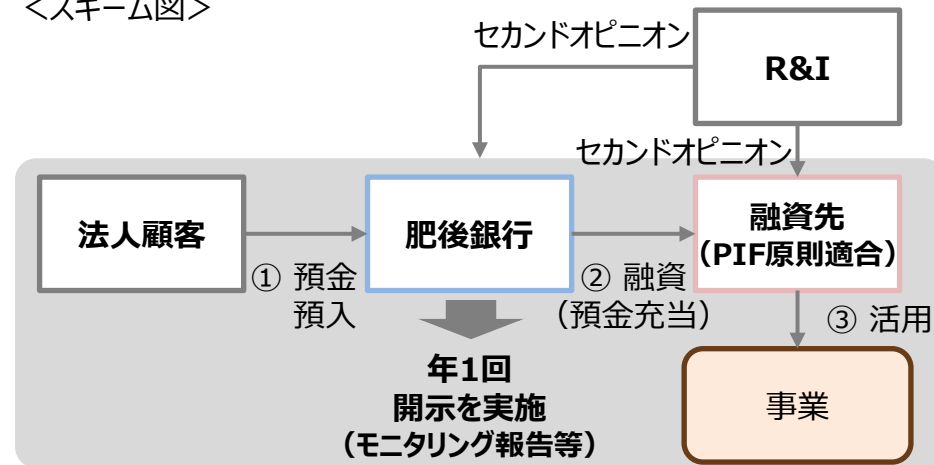 ＜スキーム図＞
セカンドオピニオン
R&I
セカンドオピニオン
法人顧客
肥後銀行
融資先
（PIF原則適合）
① 預金
預入
② 融資
（預金充当）
③ 活用
年1回
開示を実施
（モニタリング報告等）
事業